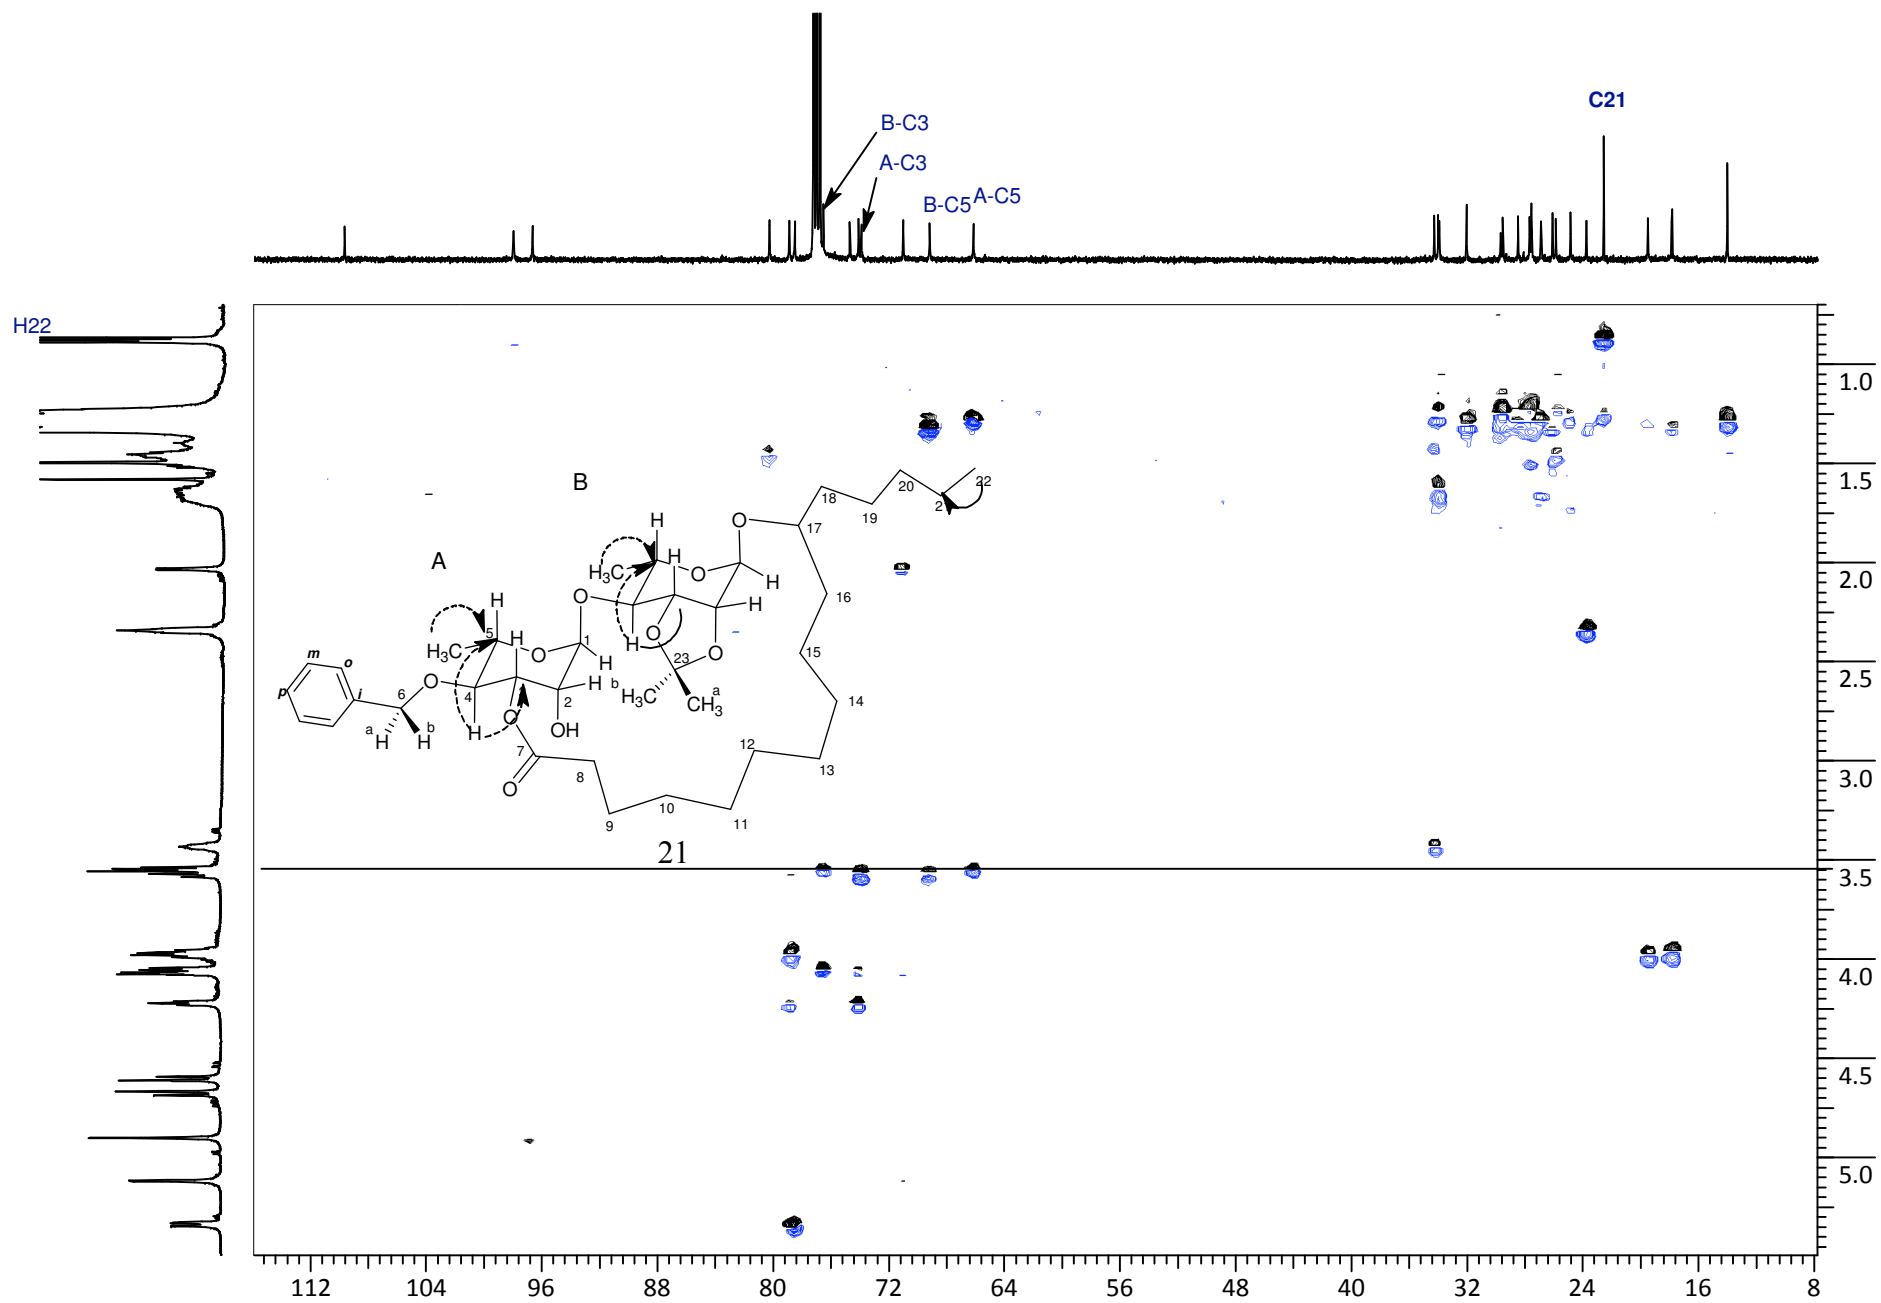 C21
B-C3
A-C3
B-C5 A-C5
H22
1.0
1.5
2.0
2.5
3.0
3.5
4.0
4.5
5.0
B
A
22
20
18
2
19
17
O
H
H
H₃C
O
H
16
O
H
H
O
H
O
5
H
1
H₃C
O
H
23
15
m
o
b
a
H₃C
CH₃
p
i
6
O
4
2
H
14
a
b
H
H
H
O
OH
7
12
13
O
8
10
11
9
21
112 104 96 88 80 72 64 56 48 40 32 24 16 8